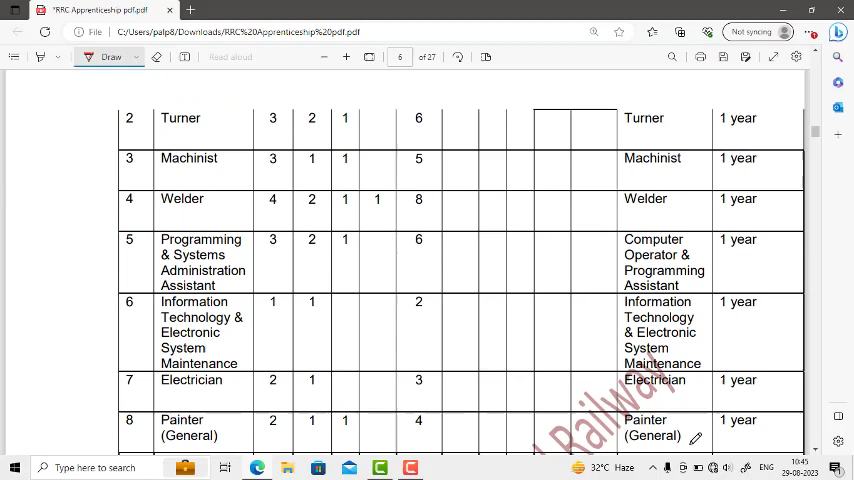 *RRC Apprenticeship pdf.pdf
File C:/Users/palp8/Downloads/RRC%20Apprenticeship%20pdf.pdf Not syncing
Draw Read aloud 6 of 27
2 Turner 3 2 1 6 Turner 1 year
3 Machinist 3 1 1 5 Machinist 1 year
4 Welder 4 2 1 1 8 Welder 1 year
5 Programming 3 2 1 6 Computer 1 year
& Systems Operator &
Administration Programming
Assistant Assistant
6 Information 1 1 2 Information 1 year
Technology & Technology
Electronic & Electronic
System System
Maintenance Maintenance
7 Electrician 2 1 3 Electrician 1 year
8 Painter 2 1 1 4 Painter 1 year
(General) (General)
Railway
Type here to search 32°C Haze ENG 10:45
29-08-2023